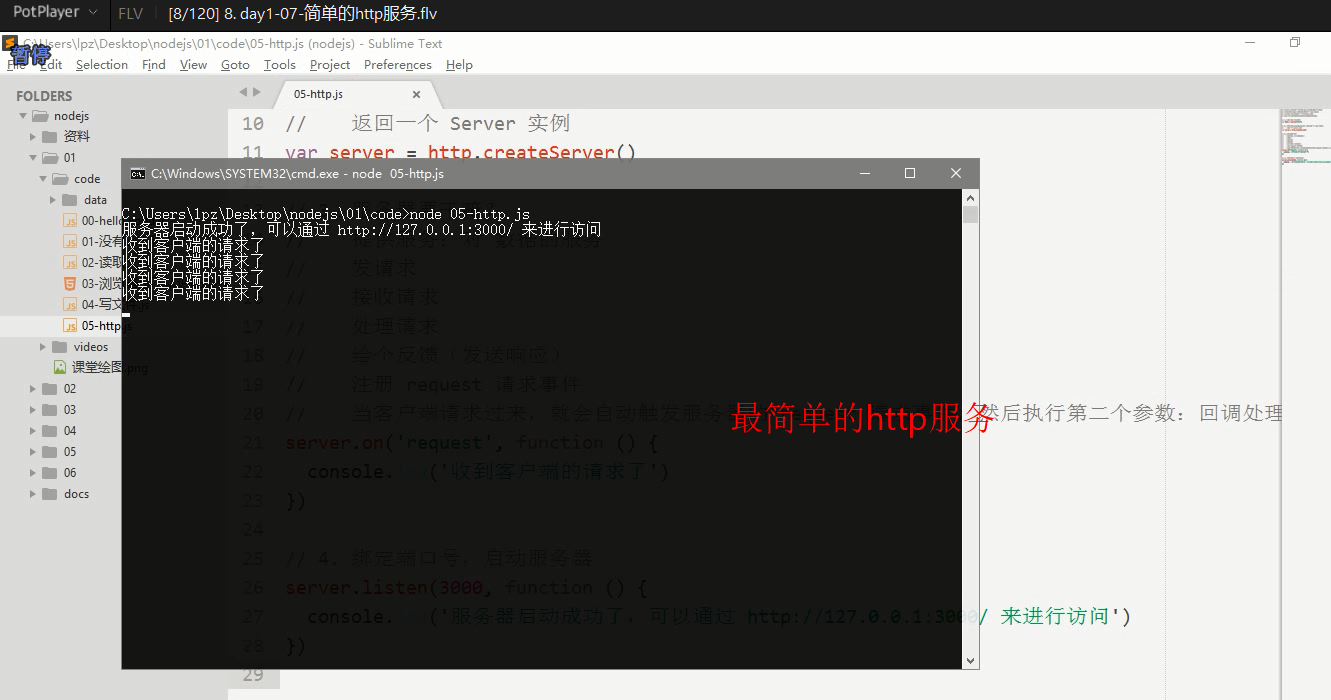 PotPlayer FLV [8/120] 8. day1-07-简单的http服务.flv
C:\Users\lpz\Desktop\nodejs\01\code\05-http.js (nodejs) - Sublime Text
暂停
File Edit Selection Find View Goto Tools Project Preferences Help
FOLDERS
nodejs
资料
01
code
data
00-hello
01-没有
02-读取
03-浏览
04-写文件.js
05-http.js
videos
课堂绘图.png
02
03
04
05
06
docs
05-http.js
10 // 返回一个 Server 实例
11 var server = http.createServer()
C:\Windows\SYSTEM32\cmd.exe - node 05-http.js
C:\Users\lpz\Desktop\nodejs\01\code>node 05-http.js
服务器启动成功了，可以通过 http://127.0.0.1:3000/ 来进行访问
收到客户端的请求了
收到客户端的请求了
收到客户端的请求了
收到客户端的请求了
// 提供服务：对 数据的服务
// 发请求
// 接收请求
17 // 处理请求
18 // 给个反馈（发送响应）
19 // 注册 request 请求事件
20 // 当客户端请求过来，就会自动触发服务 然后执行第二个参数：回调处理
最简单的http服务
21 server.on('request', function () {
22 console. ('收到客户端的请求了')
23 })
24
25 // 4. 绑定端口号，启动服务器
26 server.listen(3000, function () {
27 console. ('服务器启动成功了，可以通过 http://127.0.0.1:3000/ 来进行访问')
28 })
29